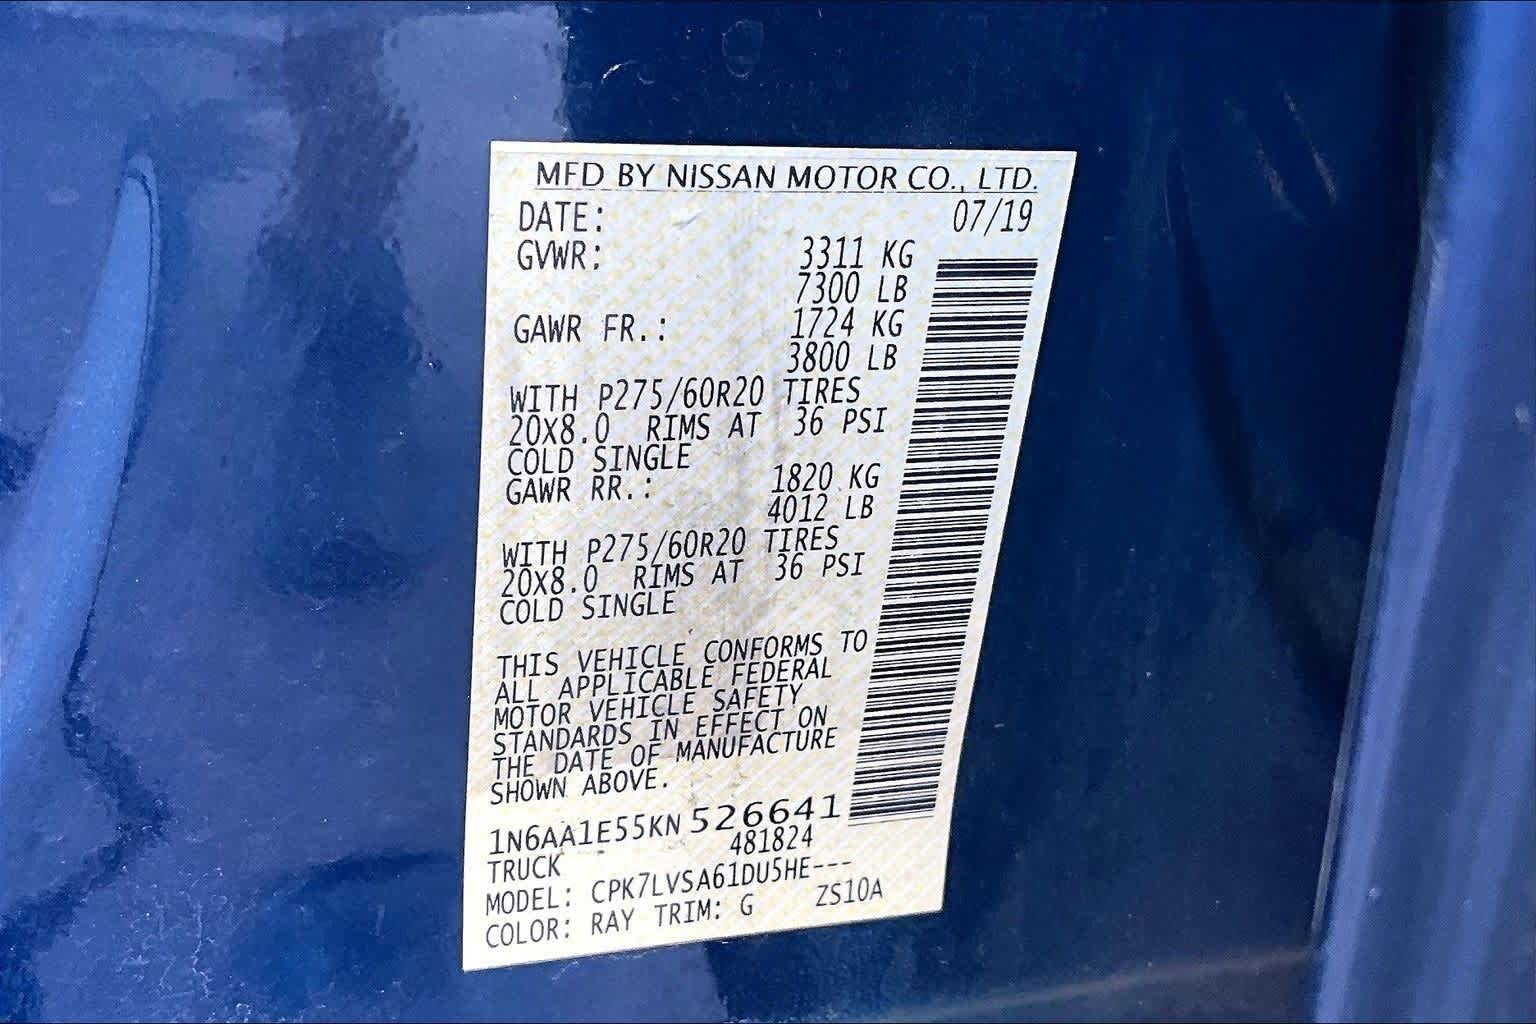 MFD BY NISSAN MOTOR CO., LTD.
DATE: 07/19
GVWR: 3311 KG
7300 LB
GAWR FR.: 1724 KG
3800 LB
WITH P275/60R20 TIRES
20X8.0 RIMS AT 36 PSI
COLD SINGLE
GAWR RR.: 1820 KG
4012 LB
WITH P275/60R20 TIRES
20X8.0 RIMS AT 36 PSI
COLD SINGLE
THIS VEHICLE CONFORMS TO
ALL APPLICABLE FEDERAL
MOTOR VEHICLE SAFETY
STANDARDS IN EFFECT ON
THE DATE OF MANUFACTURE
SHOWN ABOVE.
1N6AA1E55KN 526641
TRUCK 481824
MODEL: CPK7LVSA61DU5HE---
COLOR: RAY TRIM: G ZS10A